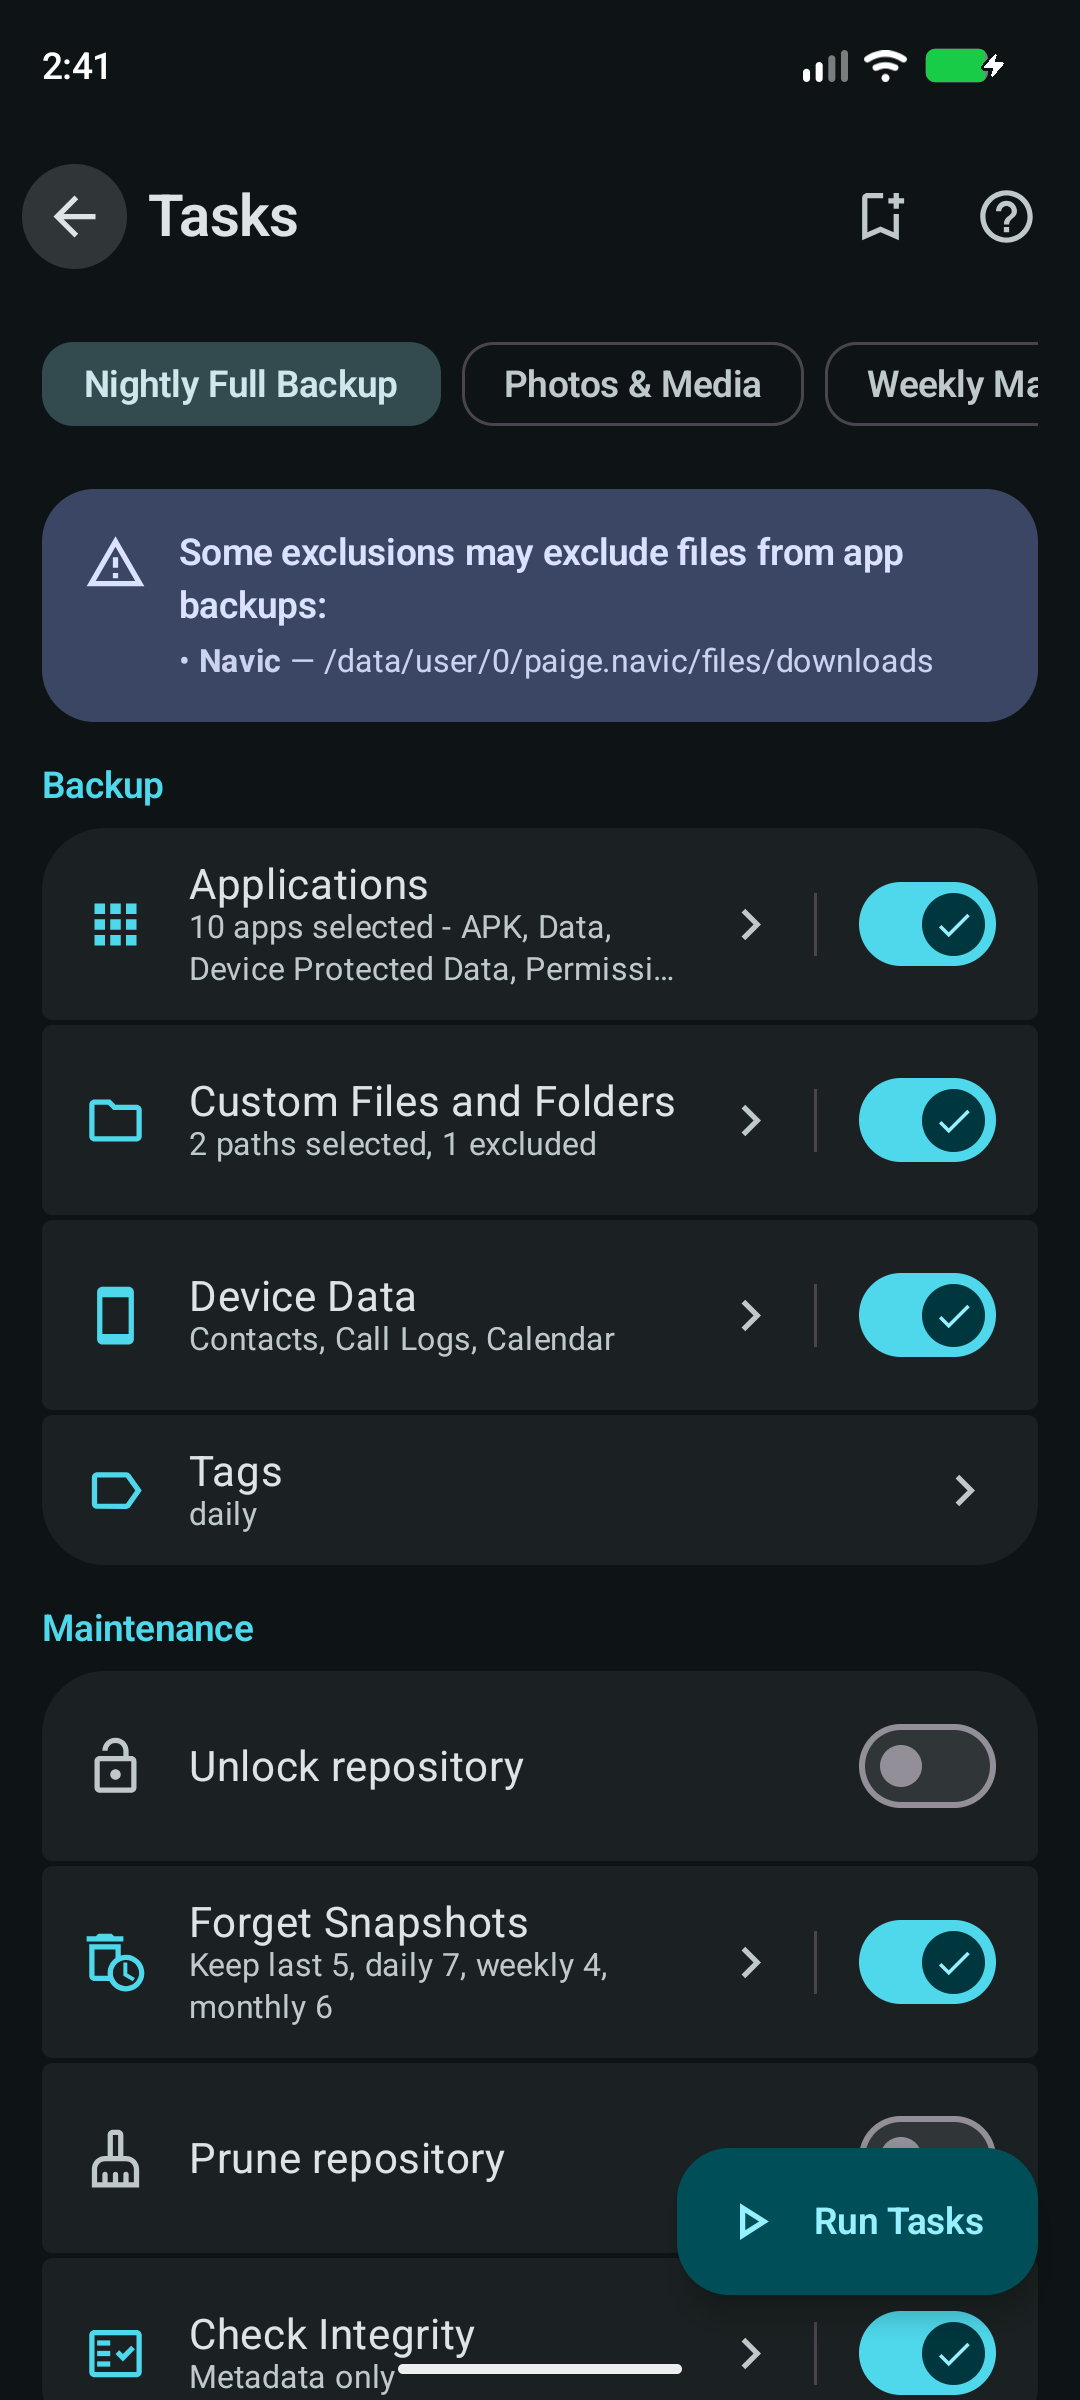 2:41
Tasks
Nightly Full Backup
Photos & Media
Weekly Ma
Some exclusions may exclude files from app
backups:
• Navic — /data/user/0/paige.navic/files/downloads
Backup
Applications
10 apps selected - APK, Data,
Device Protected Data, Permissi…
Custom Files and Folders
2 paths selected, 1 excluded
Device Data
Contacts, Call Logs, Calendar
Tags
daily
Maintenance
Unlock repository
Forget Snapshots
Keep last 5, daily 7, weekly 4,
monthly 6
Prune repository
Run Tasks
Check Integrity
Metadata only